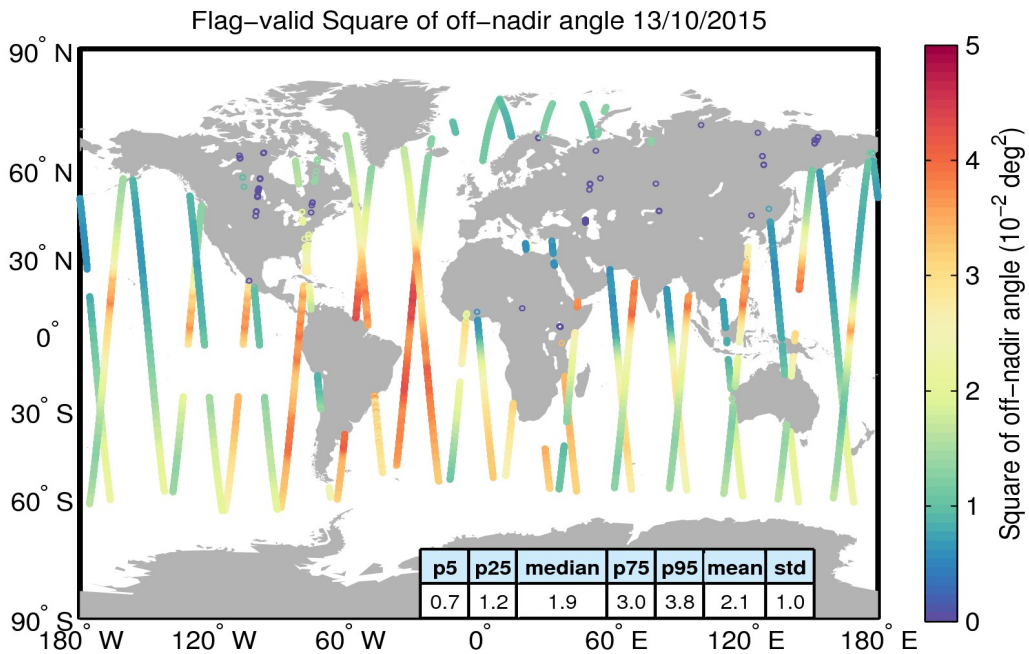 Flag−valid Square of off−nadir angle 13/10/2015
90° N
60° N
30° N
0°
30° S
60° S
90° S
180° W
120° W
60° W
0°
60° E
120° E
180° E
p5 p25 median p75 p95 mean std
0.7 1.2 1.9 3.0 3.8 2.1 1.0
5
4
3
2
1
0
Square of off−nadir angle (10⁻² deg²)